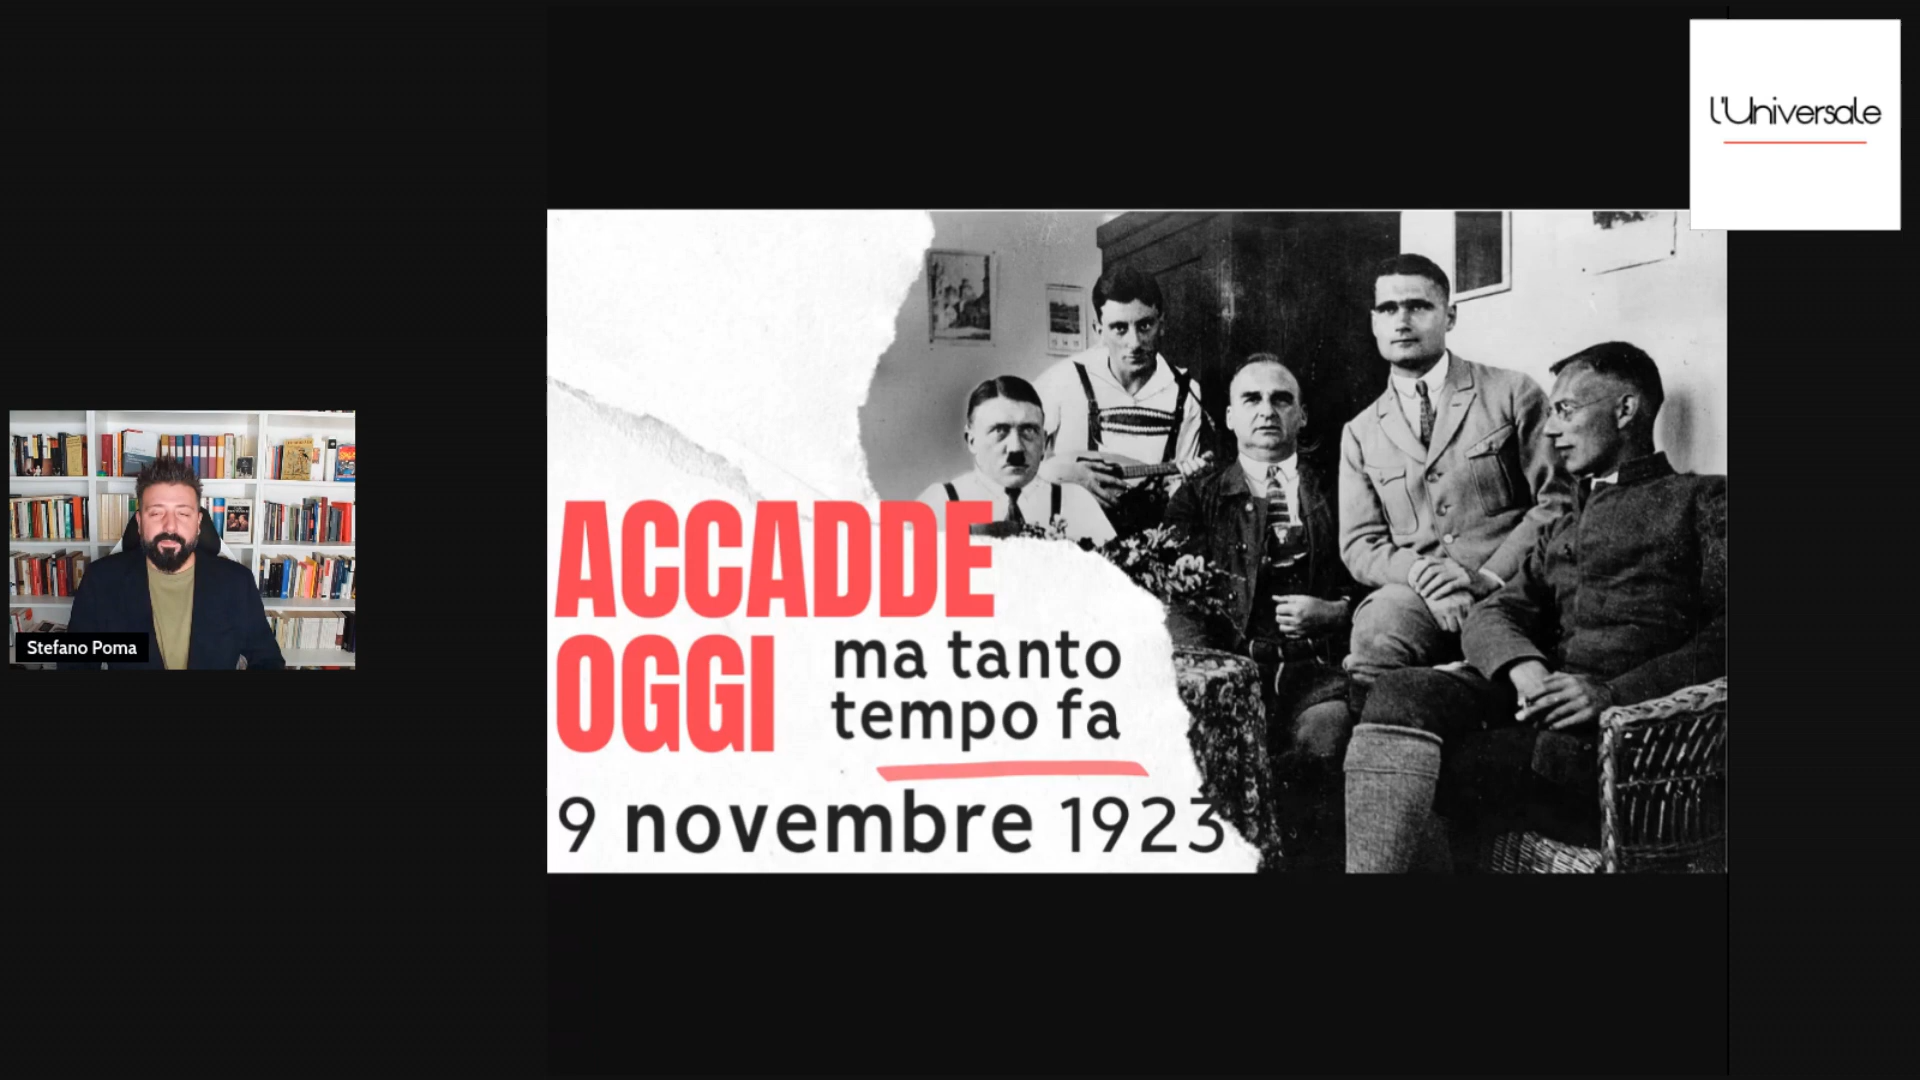 l'Universale
ACCADDE
OGGI
ma tanto
tempo fa
9 novembre 1923
Stefano Poma